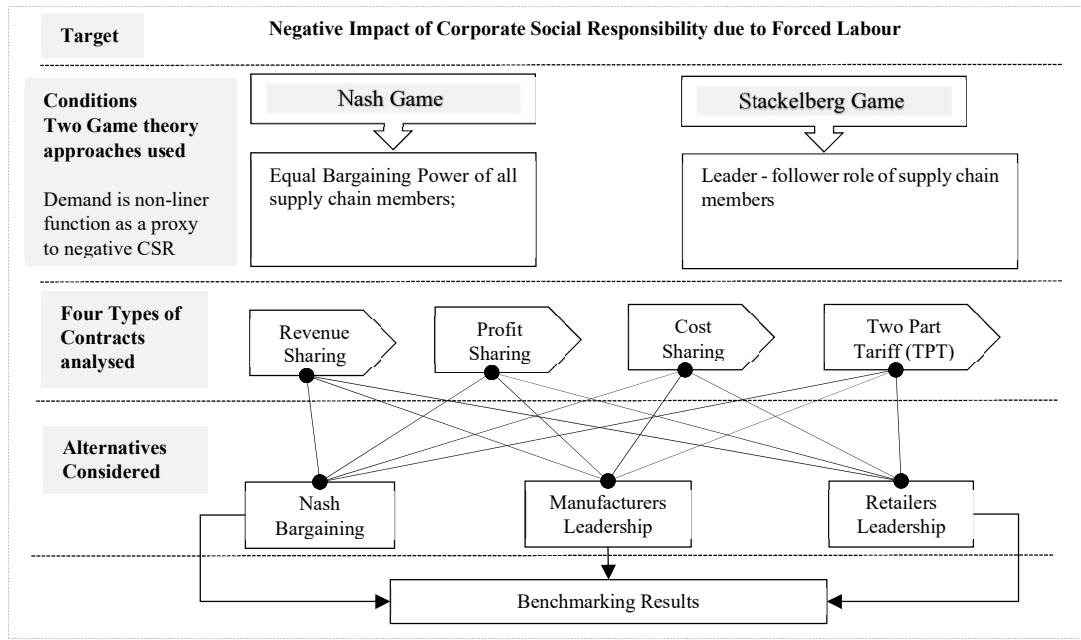 Target
Negative Impact of Corporate Social Responsibility due to Forced Labour
Conditions
Two Game theory
approaches used
Demand is non-liner
function as a proxy
to negative CSR
Nash Game
Stackelberg Game
Equal Bargaining Power of all
supply chain members;
Leader - follower role of supply chain
members
Four Types of
Contracts
analysed
Revenue
Sharing
Profit
Sharing
Cost
Sharing
Two Part
Tariff (TPT)
Alternatives
Considered
Nash
Bargaining
Manufacturers
Leadership
Retailers
Leadership
Benchmarking Results